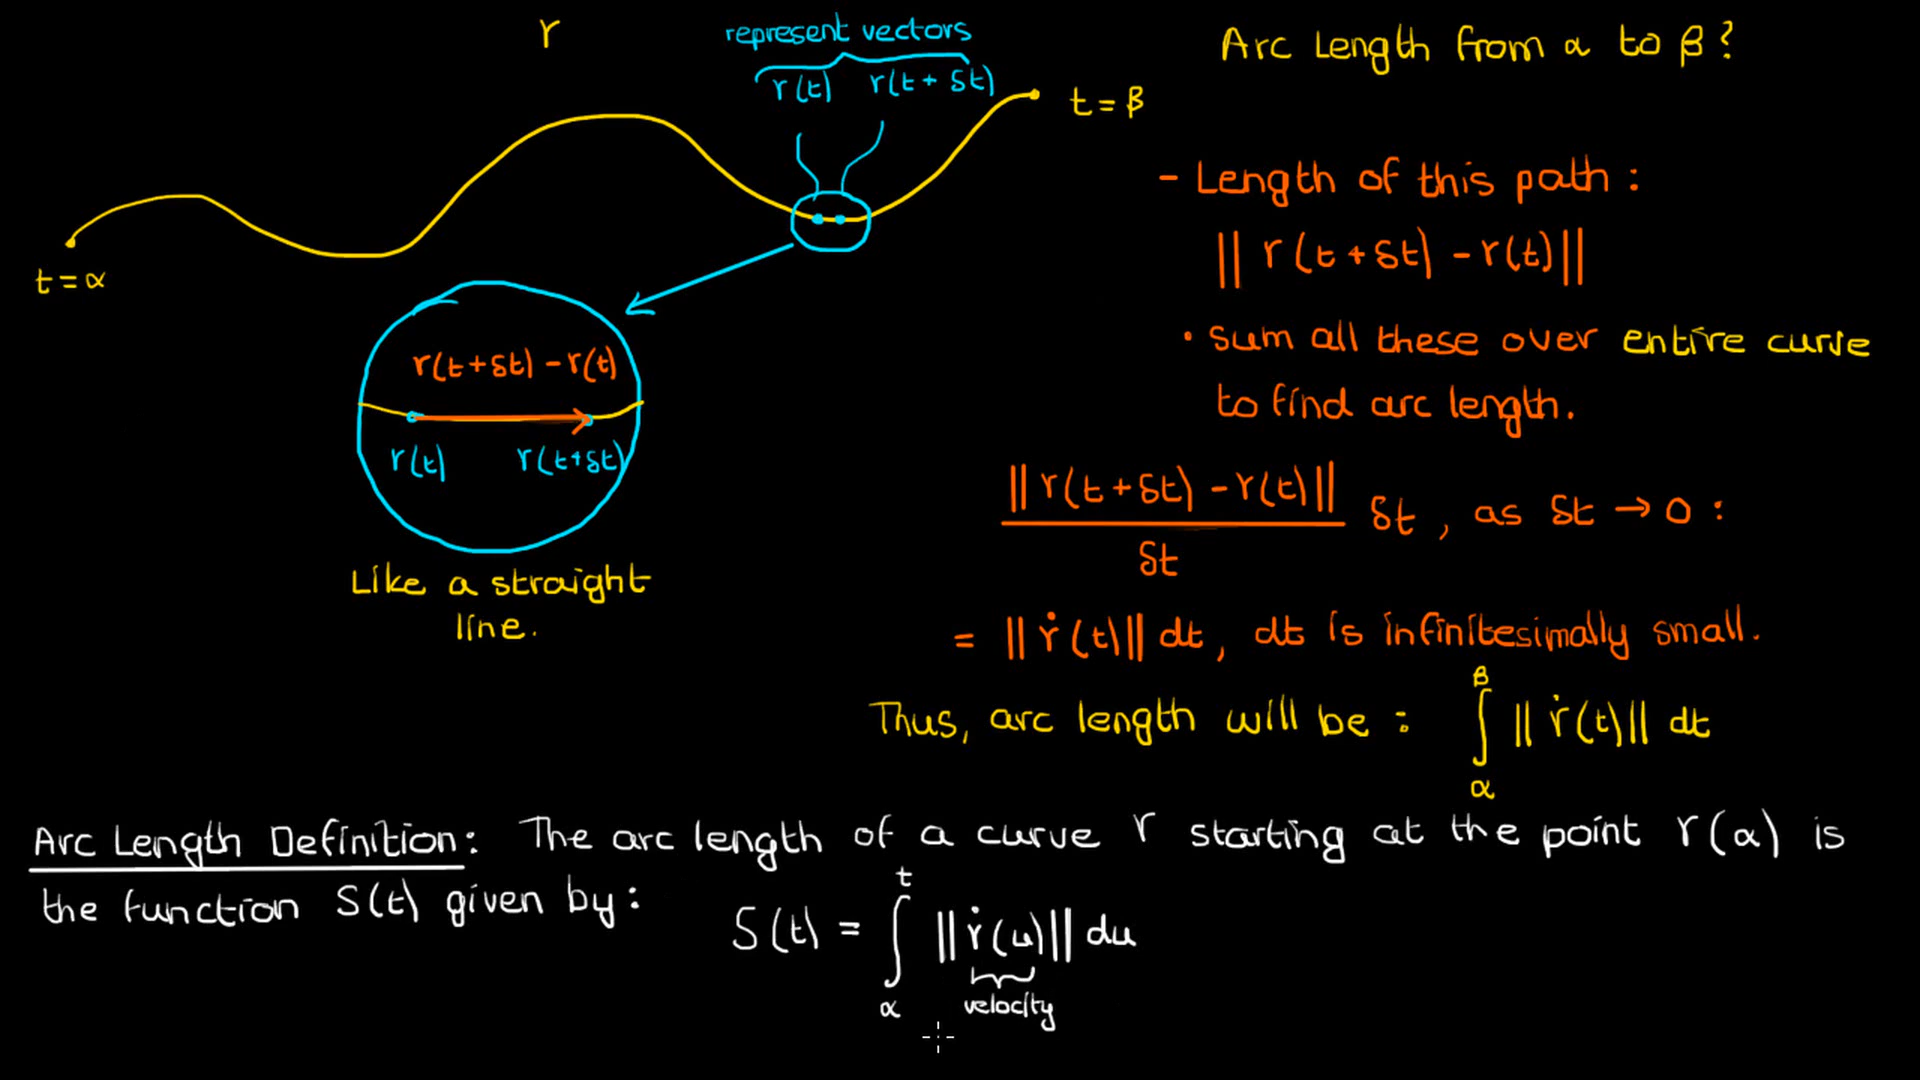 r
represent vectors
r(t) r(t + δt)
t = β
t = α
r(t+δt) - r(t)
r(t) r(t+δt)
Like a straight
line.
Arc Length from α to β?
- Length of this path:
|| r(t + δt) - r(t) ||
• sum all these over entire curve
to find arc length.
|| r(t + δt) - r(t) ||
δt
δt , as δt → 0 :
= || ṙ(t) || dt, dt is infinitesimally small.
Thus, arc length will be : ∫_α^β || ṙ(t) || dt
Arc Length Definition: The arc length of a curve r starting at the point r(α) is
the function S(t) given by:
S(t) = ∫_α^t || ṙ(u) || du
velocity